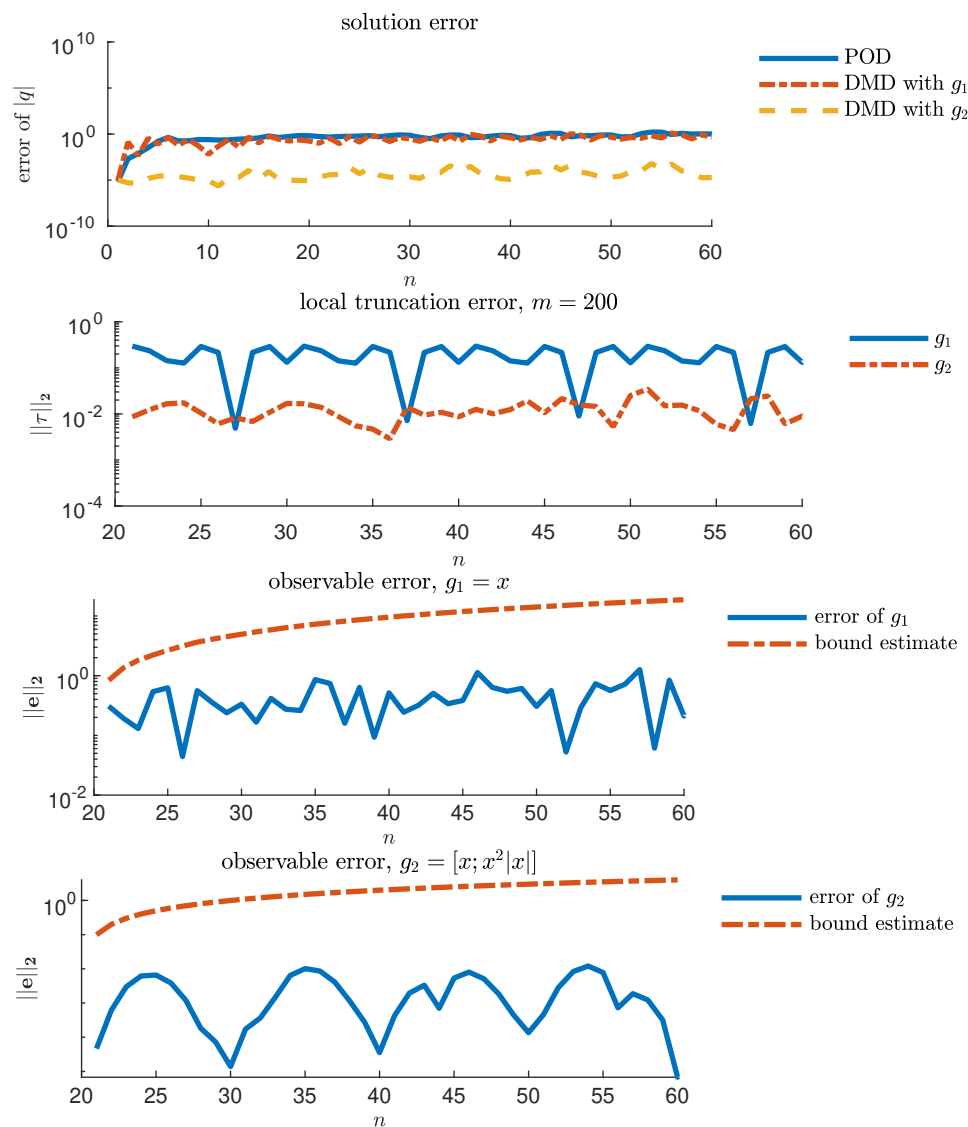 solution error
10^10
10^0
10^-10
error of |q|
0 10 20 30 40 50 60
n
POD
DMD with g_1
DMD with g_2
local truncation error, m = 200
10^0
10^-2
10^-4
||τ||_2
20 25 30 35 40 45 50 55 60
n
g_1
g_2
observable error, g_1 = x
10^0
10^-2
||e||_2
20 25 30 35 40 45 50 55 60
n
error of g_1
bound estimate
observable error, g_2 = [x; x^2|x|]
10^0
||e||_2
20 25 30 35 40 45 50 55 60
n
error of g_2
bound estimate